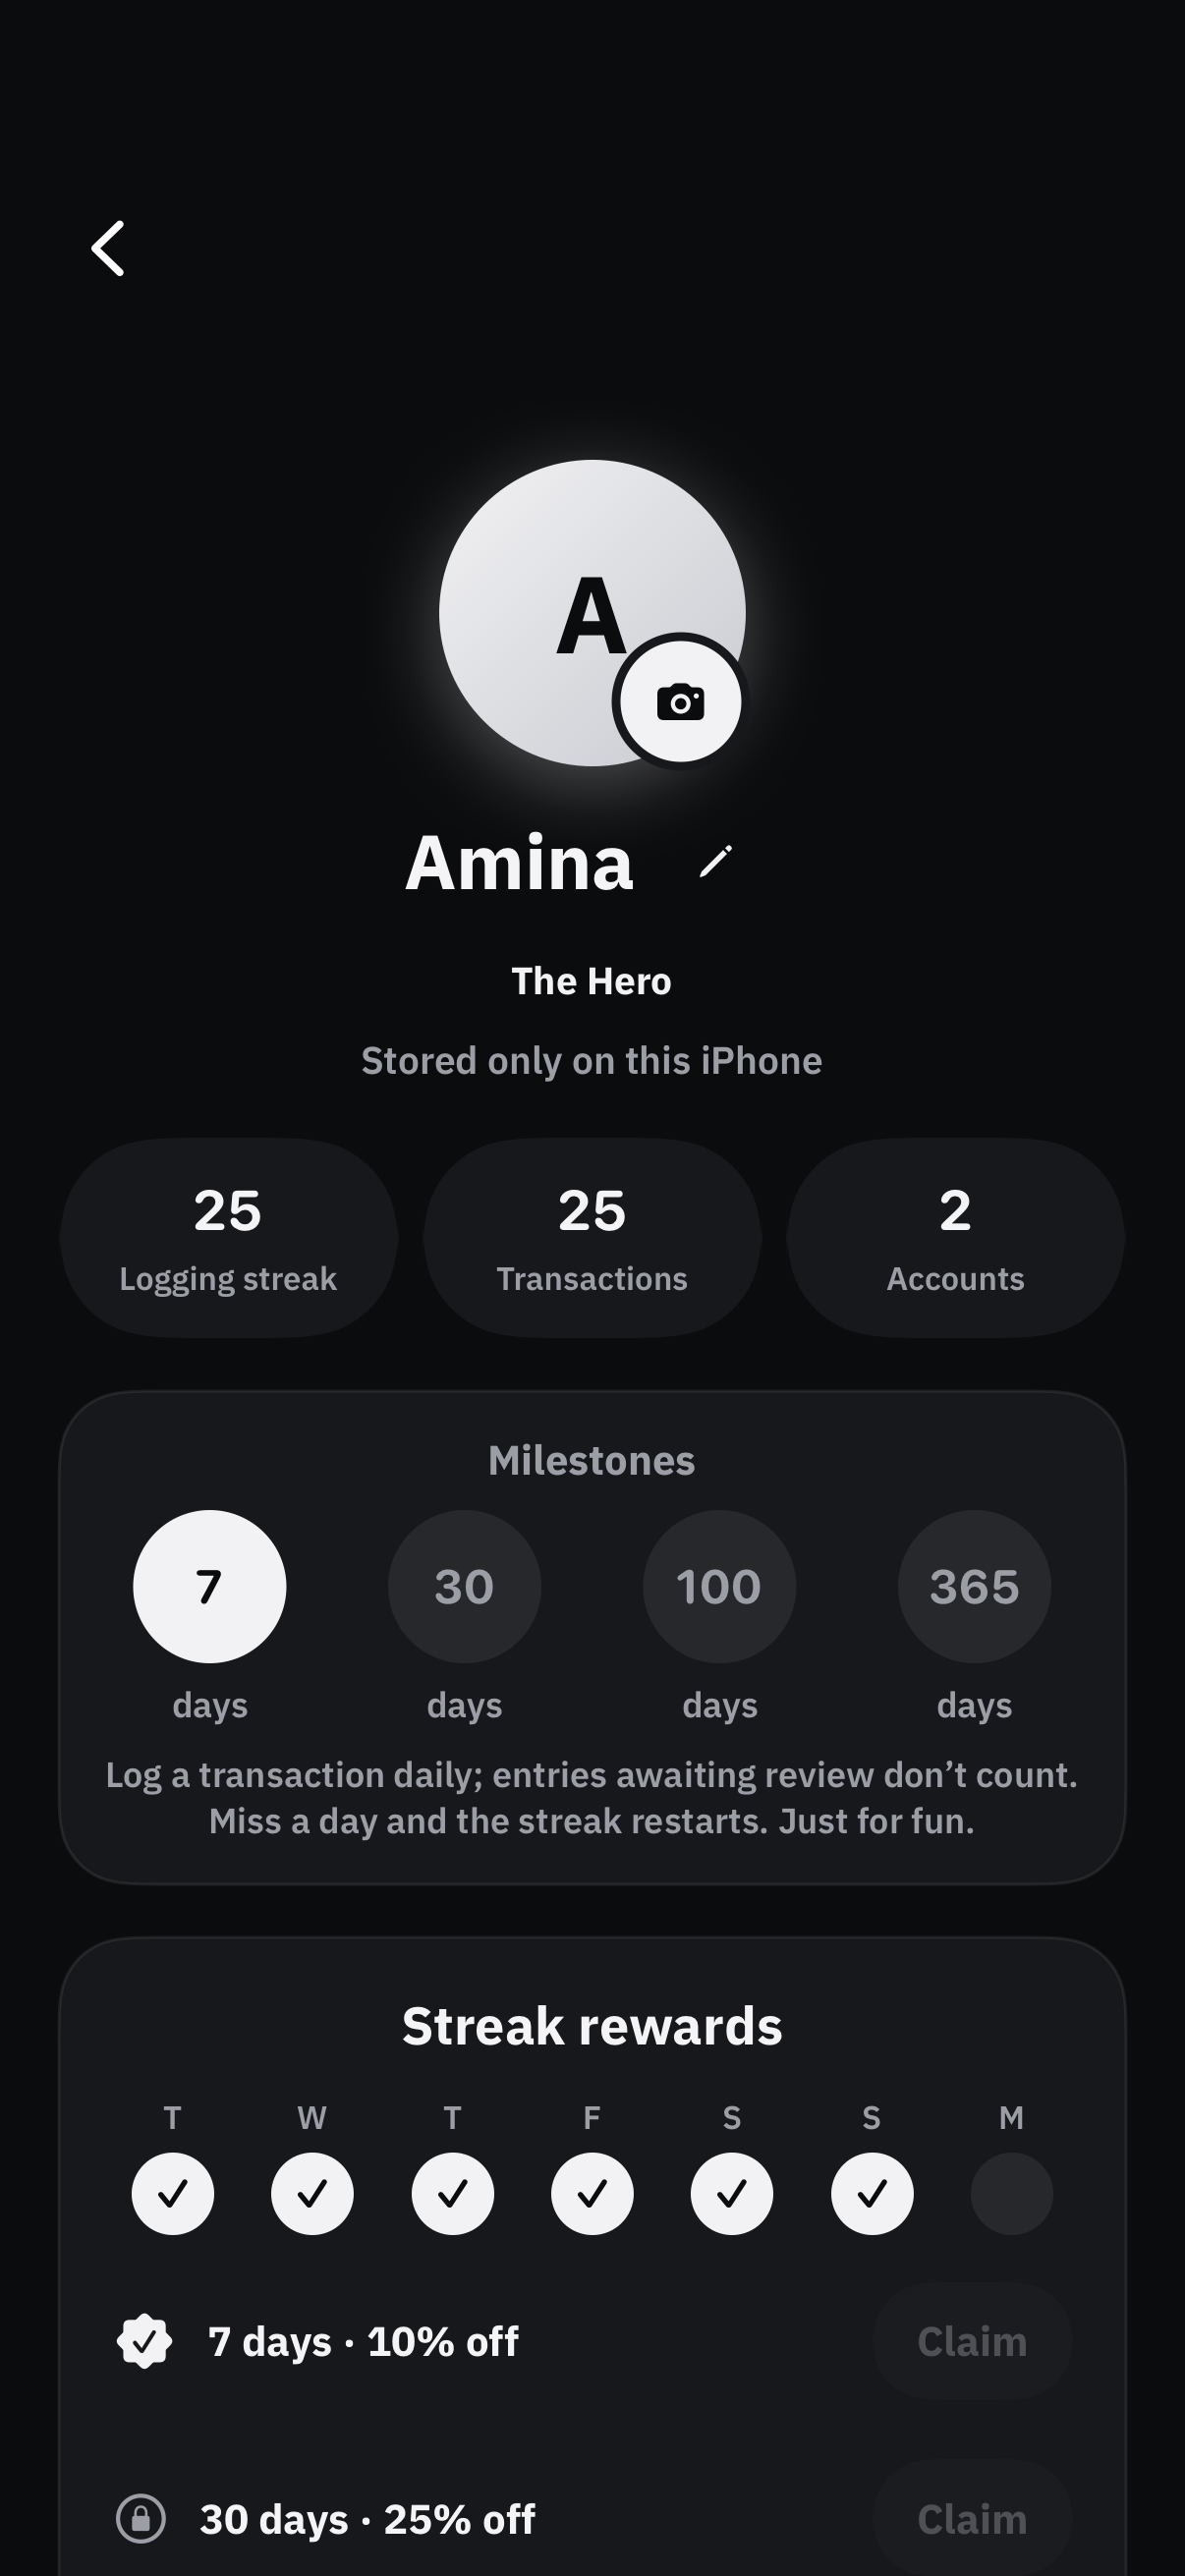 A
Amina
The Hero
Stored only on this iPhone
25 25 2
Logging streak Transactions Accounts
Milestones
7 30 100 365
days days days days
Log a transaction daily; entries awaiting review don’t count.
Miss a day and the streak restarts. Just for fun.
Streak rewards
T W T F S S M
7 days · 10% off Claim
30 days · 25% off Claim